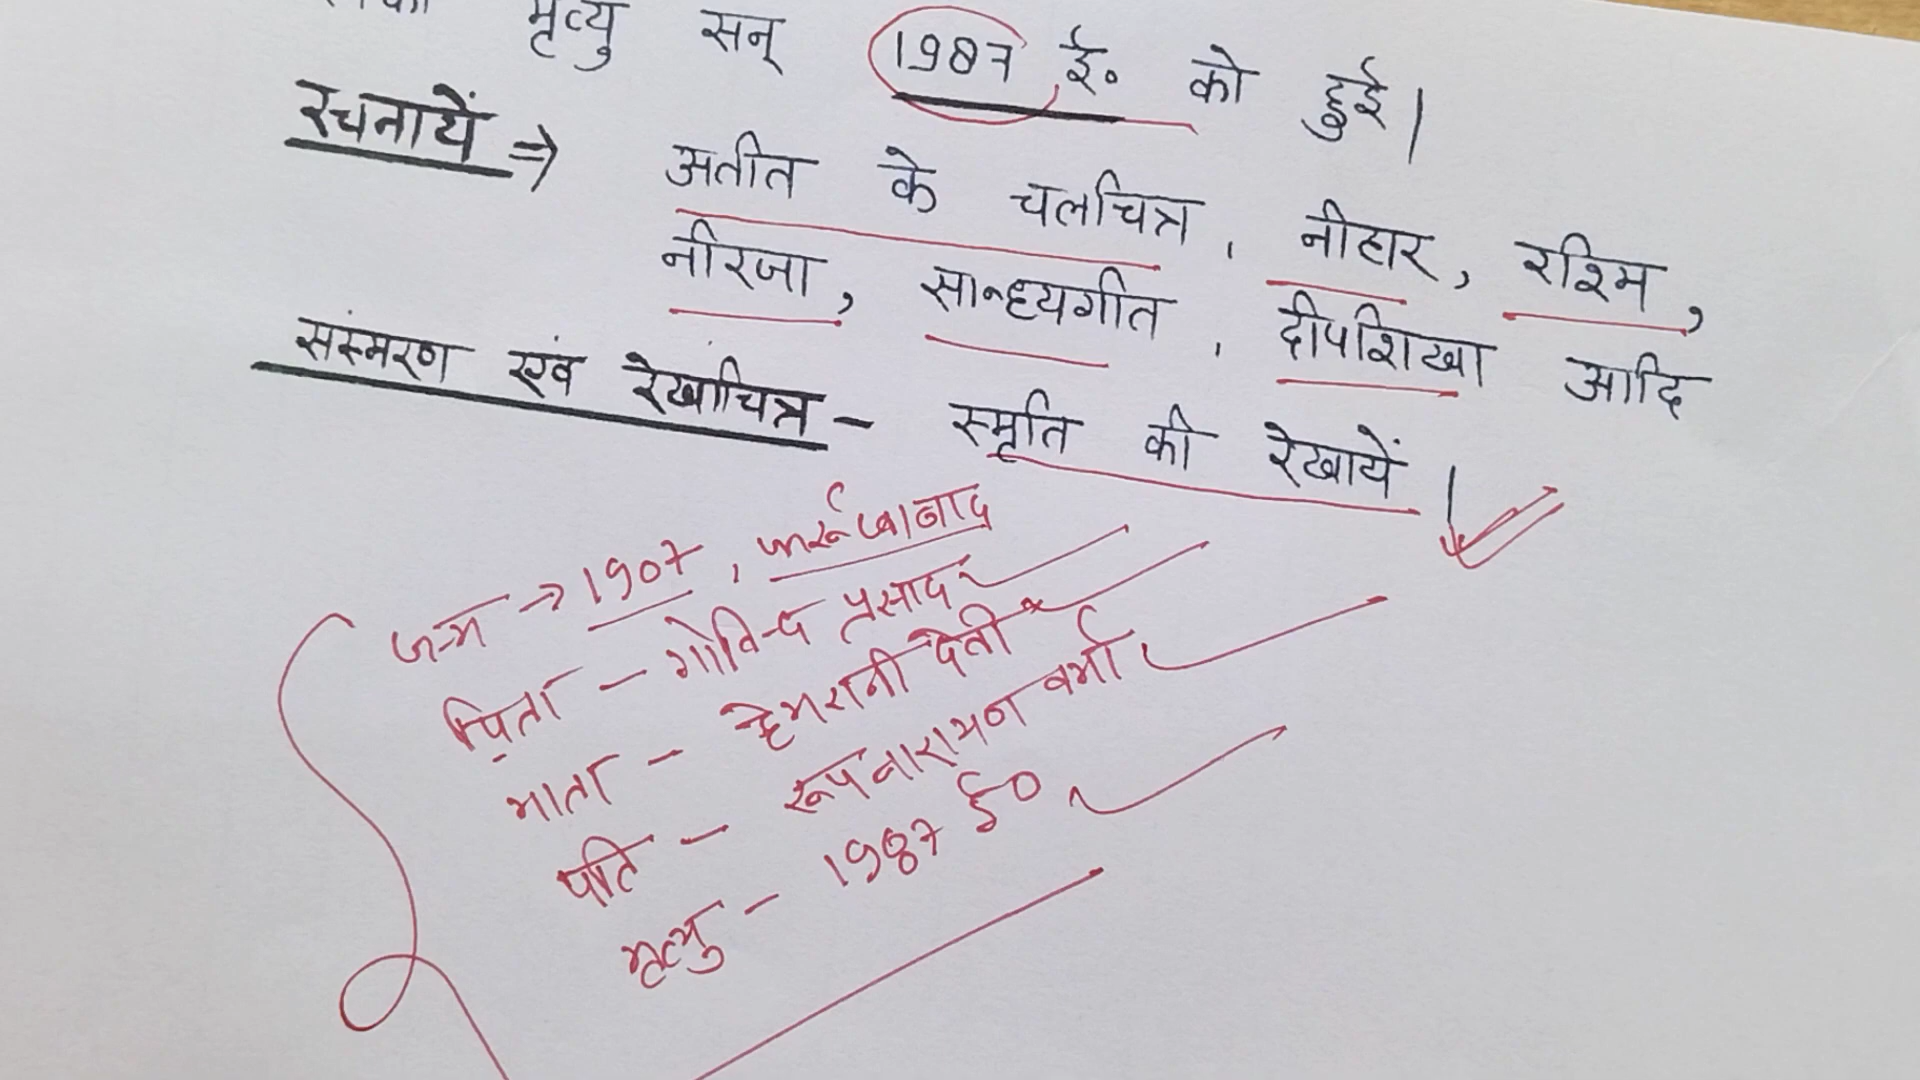 मृत्यु सन् 1987 ई० को हुई।
रचनायें ⇒ अतीत के चलचित्र, नीहार, रश्मि,
नीरजा, सान्ध्यगीत, दीपशिखा आदि
संस्मरण एवं रेखाचित्र - स्मृति की रेखायें।
जन्म → 1907, फर्रूखाबाद
पिता - गोविन्द प्रसाद
माता - हेमरानी देवी
पति - रूपनारायण वर्मा
मृत्यु - 1987 ई०